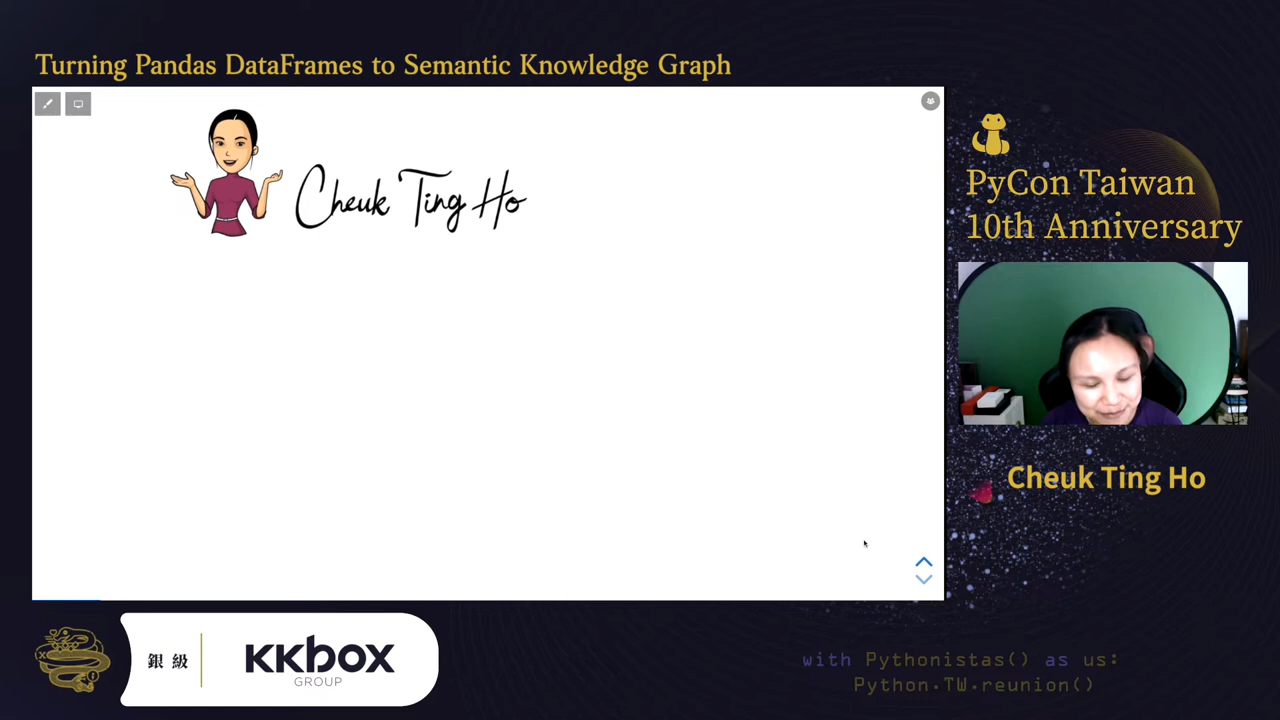 Turning Pandas DataFrames to Semantic Knowledge Graph
Cheuk Ting Ho
PyCon Taiwan
10th Anniversary
Cheuk Ting Ho
銀級
KKBOX
GROUP
with Pythonistas() as us:
Python.TW.reunion()